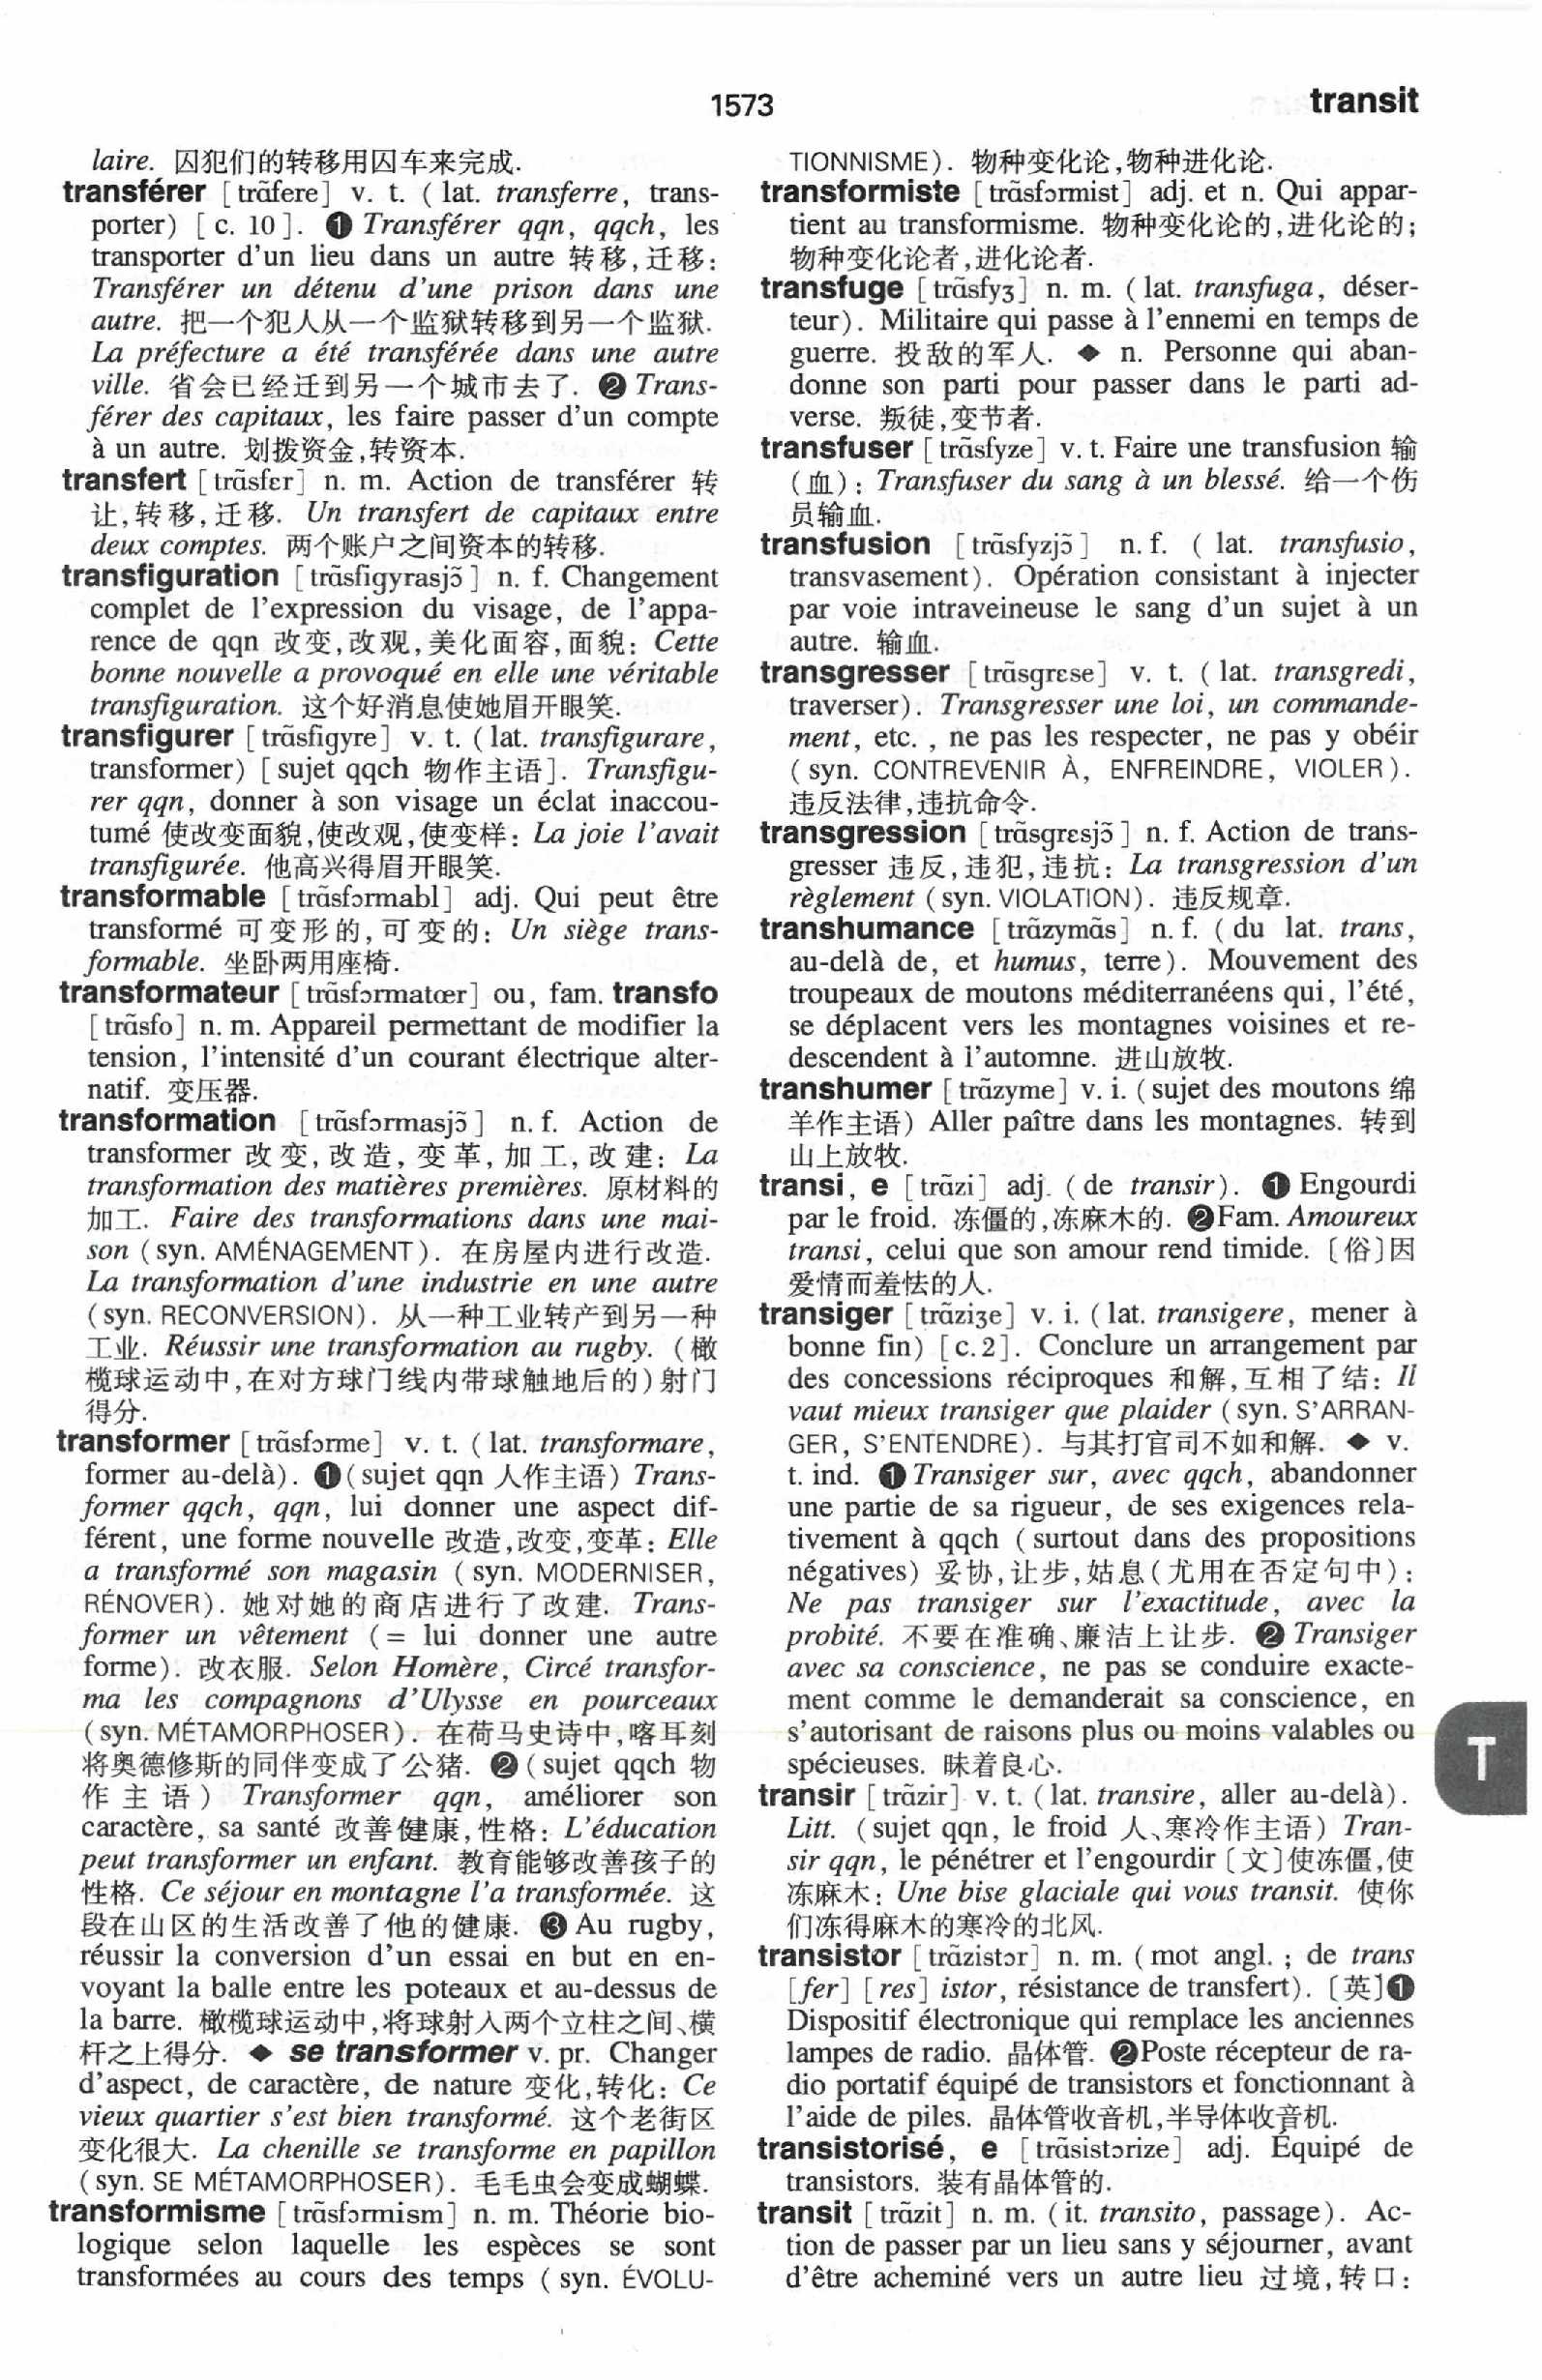 1573
transit
laire. 囚犯们的转移用囚车来完成.
transférer [trɑ̃fere] v. t. (lat. transferre, trans-
porter) [c. 10]. ❶ Transférer qqn, qqch, les
transporter d'un lieu dans un autre 转移,迁移:
Transférer un détenu d'une prison dans une
autre. 把一个犯人从一个监狱转移到另一个监狱.
La préfecture a été transférée dans une autre
ville. 省会已经迁到另一个城市去了. ❷ Trans-
férer des capitaux, les faire passer d'un compte
à un autre. 划拨资金,转资本.
transfert [trɑ̃sfɛr] n. m. Action de transférer 转
让,转移,迁移. Un transfert de capitaux entre
deux comptes. 两个账户之间资本的转移.
transfiguration [trɑ̃sfigyrasjɔ̃] n. f. Changement
complet de l'expression du visage, de l'appa-
rence de qqn 改变,改观,美化面容,面貌: Cette
bonne nouvelle a provoqué en elle une véritable
transfiguration. 这个好消息使她眉开眼笑.
transfigurer [trɑ̃sfigyre] v. t. (lat. transfigurare,
transformer) [sujet qqch 物作主语]. Transfigu-
rer qqn, donner à son visage un éclat inaccou-
tumé 使改变面貌,使改观,使变样: La joie l'avait
transfigurée. 他高兴得眉开眼笑.
transformable [trɑ̃sfɔrmabl] adj. Qui peut être
transformé 可变形的,可变的: Un siège trans-
formable. 坐卧两用座椅.
transformateur [trɑ̃sfɔrmatœr] ou, fam. transfo
[trɑ̃sfo] n. m. Appareil permettant de modifier la
tension, l'intensité d'un courant électrique alter-
natif. 变压器.
transformation [trɑ̃sfɔrmasjɔ̃] n. f. Action de
transformer 改变,改造,变革,加工,改建: La
transformation des matières premières. 原材料的
加工. Faire des transformations dans une mai-
son (syn. AMÉNAGEMENT). 在房屋内进行改造.
La transformation d'une industrie en une autre
(syn. RECONVERSION). 从一种工业转产到另一种
工业. Réussir une transformation au rugby. (橄
榄球运动中,在对方球门线内带球触地后的)射门
得分.
transformer [trɑ̃sfɔrme] v. t. (lat. transformare,
former au-delà). ❶(sujet qqn 人作主语) Trans-
former qqch, qqn, lui donner une aspect dif-
férent, une forme nouvelle 改造,改变,变革: Elle
a transformé son magasin (syn. MODERNISER,
RÉNOVER). 她对她的商店进行了改建. Trans-
former un vêtement (= lui donner une autre
forme). 改衣服. Selon Homère, Circé transfor-
ma les compagnons d'Ulysse en pourceaux
(syn. MÉTAMORPHOSER). 在荷马史诗中,喀耳刻
将奥德修斯的同伴变成了公猪. ❷(sujet qqch 物
作主语) Transformer qqn, améliorer son
caractère, sa santé 改善健康,性格: L'éducation
peut transformer un enfant. 教育能够改善孩子的
性格. Ce séjour en montagne l'a transformée. 这
段在山区的生活改善了他的健康. ❸ Au rugby,
réussir la conversion d'un essai en but en en-
voyant la balle entre les poteaux et au-dessus de
la barre. 橄榄球运动中,将球射入两个立柱之间、横
杆之上得分. ◆ se transformer v. pr. Changer
d'aspect, de caractère, de nature 变化,转化: Ce
vieux quartier s'est bien transformé. 这个老街区
变化很大. La chenille se transforme en papillon
(syn. SE MÉTAMORPHOSER). 毛毛虫会变成蝴蝶.
transformisme [trɑ̃sfɔrmism] n. m. Théorie bio-
logique selon laquelle les espèces se sont
transformées au cours des temps (syn. ÉVOLU-
TIONNISME). 物种变化论,物种进化论.
transformiste [trɑ̃sfɔrmist] adj. et n. Qui appar-
tient au transformisme. 物种变化论的,进化论的;
物种变化论者,进化论者.
transfuge [trɑ̃sfyʒ] n. m. (lat. transfuga, déser-
teur). Militaire qui passe à l'ennemi en temps de
guerre. 投敌的军人. ◆ n. Personne qui aban-
donne son parti pour passer dans le parti ad-
verse. 叛徒,变节者.
transfuser [trɑ̃sfyze] v. t. Faire une transfusion 输
(血): Transfuser du sang à un blessé. 给一个伤
员输血.
transfusion [trɑ̃sfyzjɔ̃] n. f. (lat. transfusio,
transvasement). Opération consistant à injecter
par voie intraveineuse le sang d'un sujet à un
autre. 输血.
transgresser [trɑ̃sgrɛse] v. t. (lat. transgredi,
traverser). Transgresser une loi, un commande-
ment, etc., ne pas les respecter, ne pas y obéir
(syn. CONTREVENIR À, ENFREINDRE, VIOLER).
违反法律,违抗命令.
transgression [trɑ̃sgrɛsjɔ̃] n. f. Action de trans-
gresser 违反,违犯,违抗: La transgression d'un
règlement (syn. VIOLATION). 违反规章.
transhumance [trɑ̃zymɑ̃s] n. f. (du lat. trans,
au-delà de, et humus, terre). Mouvement des
troupeaux de moutons méditerranéens qui, l'été,
se déplacent vers les montagnes voisines et re-
descendent à l'automne. 进山放牧.
transhumer [trɑ̃zyme] v. i. (sujet des moutons 绵
羊作主语) Aller paître dans les montagnes. 转到
山上放牧.
transi, e [trɑ̃zi] adj. (de transir). ❶ Engourdi
par le froid. 冻僵的,冻麻木的. ❷Fam. Amoureux
transi, celui que son amour rend timide. 〔俗〕因
爱情而羞怯的人.
transiger [trɑ̃ziʒe] v. i. (lat. transigere, mener à
bonne fin) [c.2]. Conclure un arrangement par
des concessions réciproques 和解,互相了结: Il
vaut mieux transiger que plaider (syn. S'ARRAN-
GER, S'ENTENDRE). 与其打官司不如和解. ◆ v.
t. ind. ❶ Transiger sur, avec qqch, abandonner
une partie de sa rigueur, de ses exigences rela-
tivement à qqch (surtout dans des propositions
négatives) 妥协,让步,姑息(尤用在否定句中):
Ne pas transiger sur l'exactitude, avec la
probité. 不要在准确、廉洁上让步. ❷ Transiger
avec sa conscience, ne pas se conduire exacte-
ment comme le demanderait sa conscience, en
s'autorisant de raisons plus ou moins valables ou
spécieuses. 昧着良心.
T
transir [trɑ̃zir] v. t. (lat. transire, aller au-delà).
Litt. (sujet qqn, le froid 人、寒冷作主语) Tran-
sir qqn, le pénétrer et l'engourdir〔文〕使冻僵,使
冻麻木: Une bise glaciale qui vous transit. 使你
们冻得麻木的寒冷的北风.
transistor [trɑ̃zistɔr] n. m. (mot angl.; de trans
[fer] [res] istor, résistance de transfert).〔英〕❶
Dispositif électronique qui remplace les anciennes
lampes de radio. 晶体管. ❷Poste récepteur de ra-
dio portatif équipé de transistors et fonctionnant à
l'aide de piles. 晶体管收音机,半导体收音机.
transistorisé, e [trɑ̃sistɔrize] adj. Équipé de
transistors. 装有晶体管的.
transit [trɑ̃zit] n. m. (it. transito, passage). Ac-
tion de passer par un lieu sans y séjourner, avant
d'être acheminé vers un autre lieu 过境,转口: